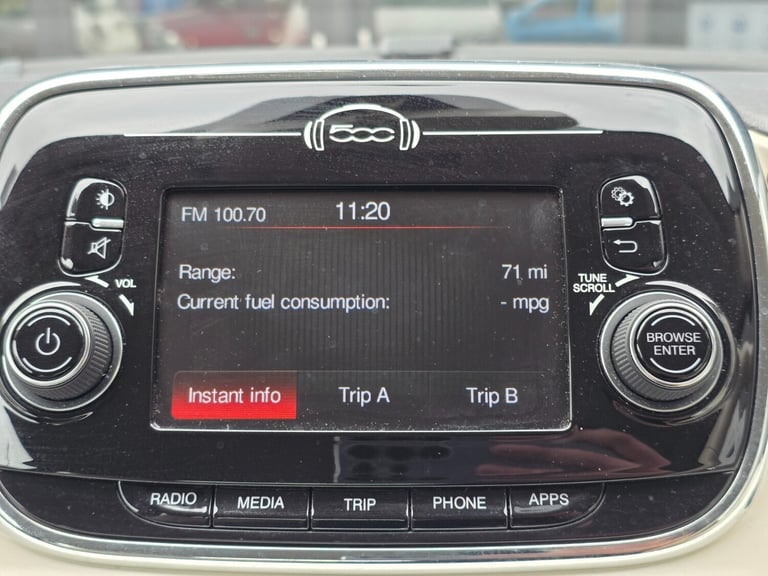 500
FM 100.70 11:20
Range: 71 mi
Current fuel consumption: - mpg
Instant info Trip A Trip B
VOL
TUNE
SCROLL
BROWSE
ENTER
RADIO MEDIA TRIP PHONE APPS